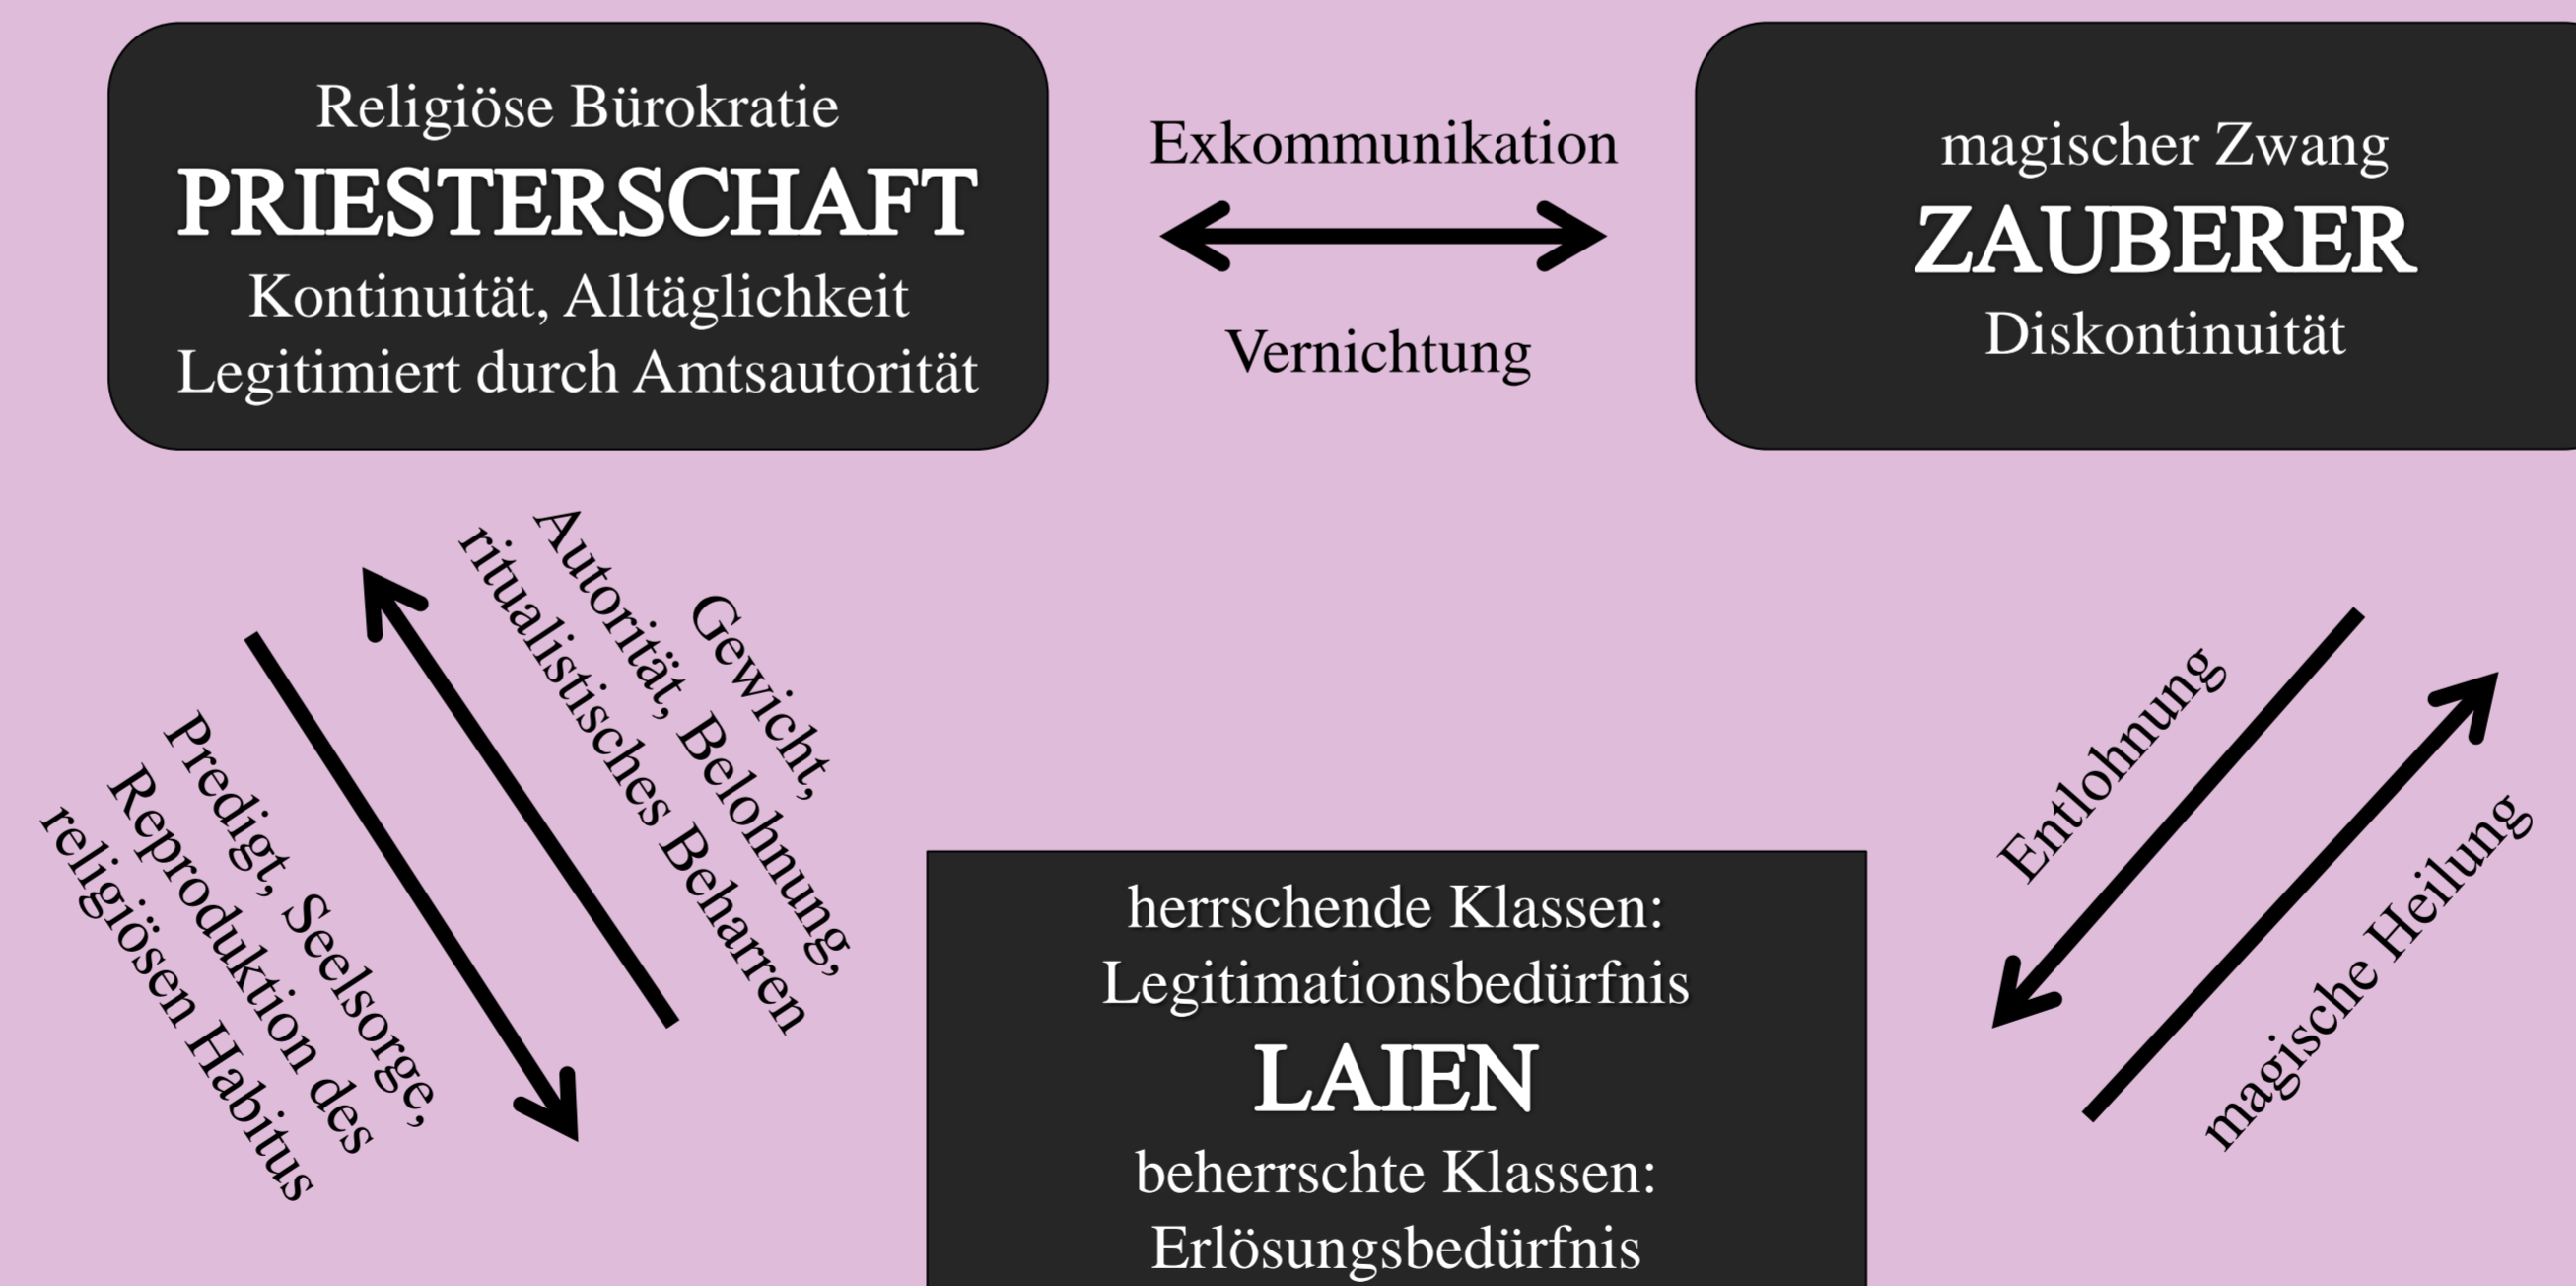 Religiöse Bürokratie
PRIESTERSCHAFT
Kontinuität, Alltäglichkeit
Legitimiert durch Amtsautorität
Exkommunikation
Vernichtung
magischer Zwang
ZAUBERER
Diskontinuität
Predigt, Seelsorge,
Reproduktion des
religiösen Habitus
Gewicht,
Autorität, Belohnung,
ritualistisches Beharren
Entlohnung
magische Heilung
herrschende Klassen:
Legitimationsbedürfnis
LAIEN
beherrschte Klassen:
Erlösungsbedürfnis